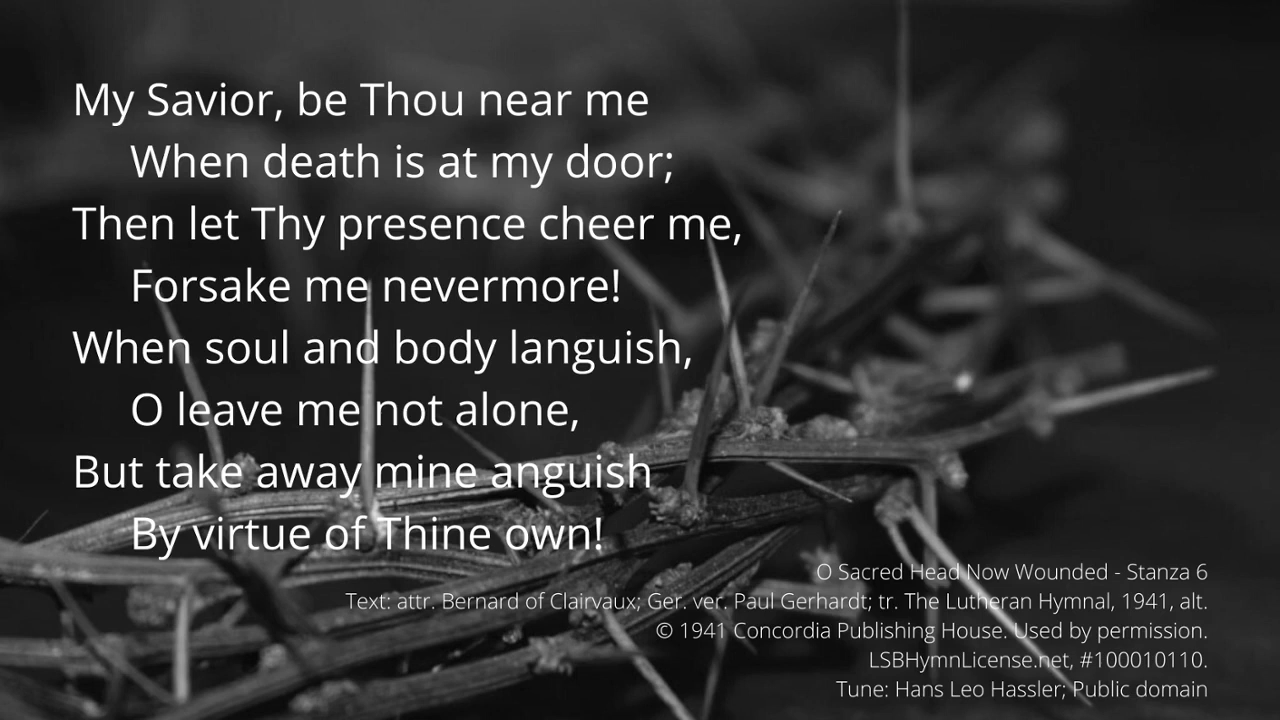 My Savior, be Thou near me
When death is at my door;
Then let Thy presence cheer me,
Forsake me nevermore!
When soul and body languish,
O leave me not alone,
But take away mine anguish
By virtue of Thine own!
O Sacred Head Now Wounded - Stanza 6
Text: attr. Bernard of Clairvaux; Ger. ver. Paul Gerhardt; tr. The Lutheran Hymnal, 1941, alt.
© 1941 Concordia Publishing House. Used by permission.
LSBHymnLicense.net, #100010110.
Tune: Hans Leo Hassler; Public domain